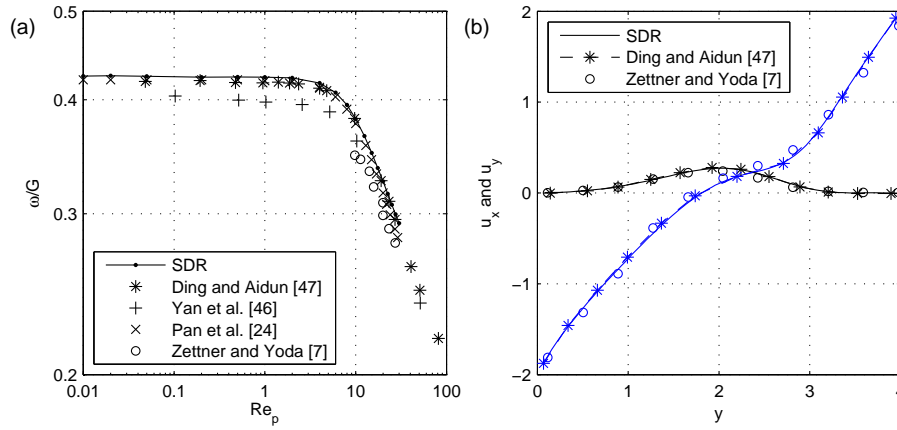 (a)
0.5
0.4
0.3
0.2
ω/G
SDR
Ding and Aidun [47]
Yan et al. [46]
Pan et al. [24]
Zettner and Yoda [7]
0.01 0.1 1.0 10 100
Re_p
(b)
2
1
0
−1
−2
u_x and u_y
SDR
Ding and Aidun [47]
Zettner and Yoda [7]
0 1 2 3 4
y